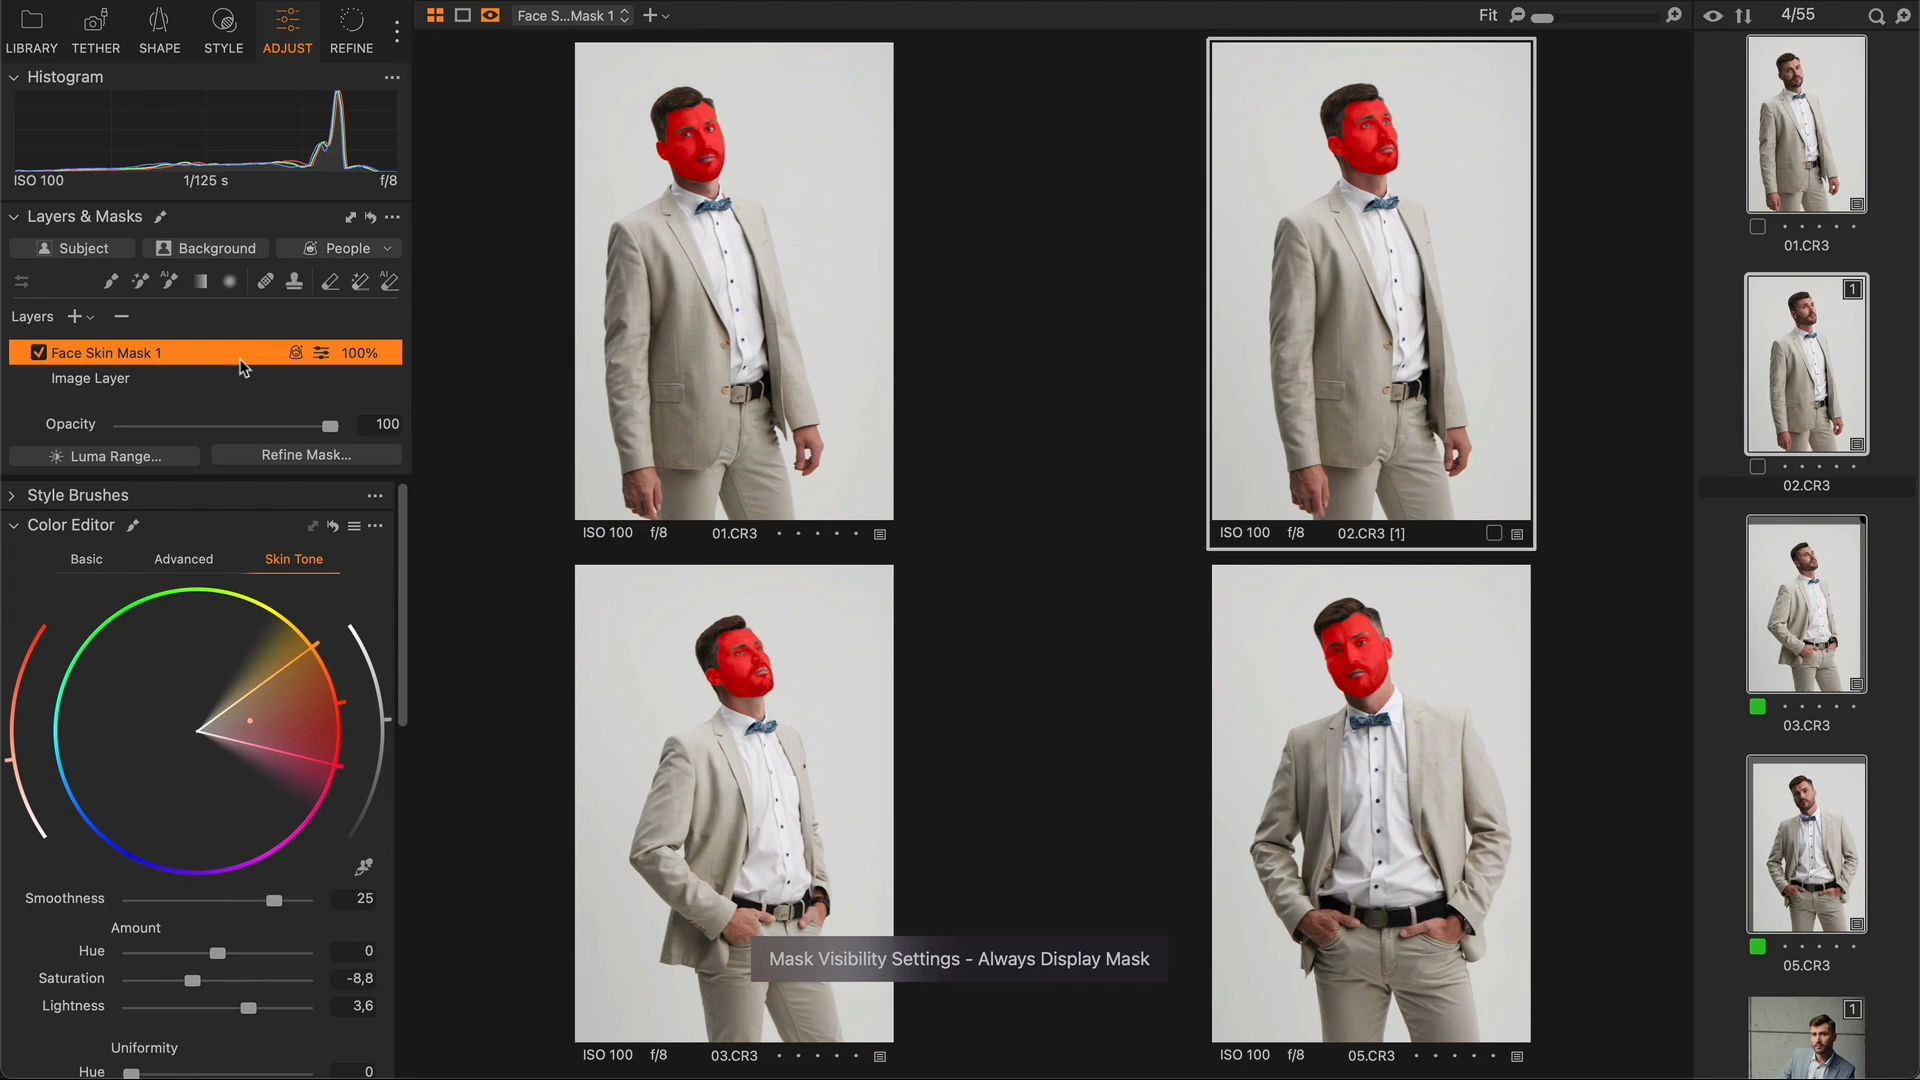 LIBRARY TETHER SHAPE STYLE ADJUST REFINE
Face S...Mask 1
Fit
4/55
Histogram
ISO 100 1/125 s f/8
Layers & Masks
Subject Background People
AI AI
Layers
Face Skin Mask 1 100%
Image Layer
Opacity 100
Luma Range... Refine Mask...
Style Brushes
Color Editor
Basic Advanced Skin Tone
Smoothness 25
Amount
Hue 0
Saturation -8,8
Lightness 3,6
Uniformity
Hue 0
ISO 100 f/8 01.CR3
ISO 100 f/8 02.CR3 [1]
Mask Visibility Settings - Always Display Mask
ISO 100 f/8 03.CR3
ISO 100 f/8 05.CR3
01.CR3
1
02.CR3
03.CR3
05.CR3
1